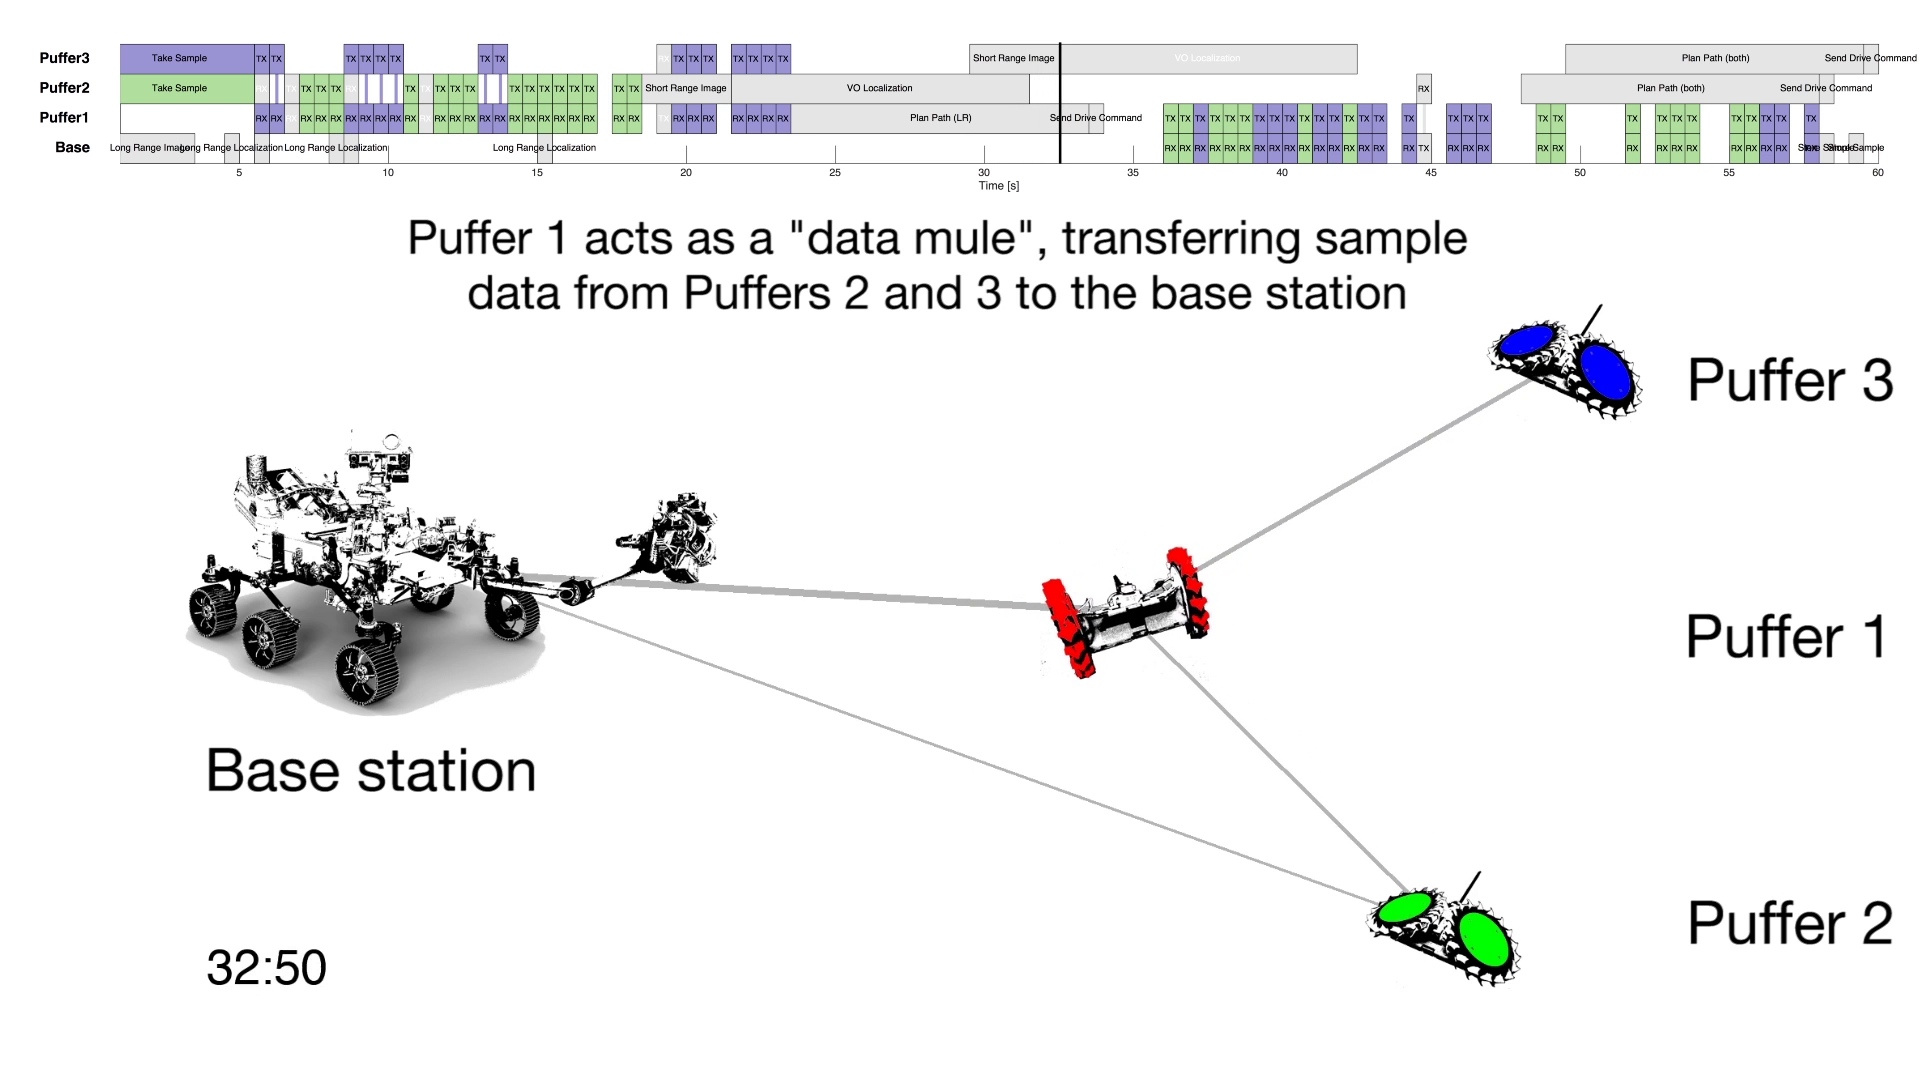 Puffer3 Take Sample TX TX TX TX TX TX TX TX RX TX TX TX TX TX TX TX Short Range Image VO Localization Plan Path (both) Send Drive Command
Puffer2 Take Sample RX RX TX TX TX RX TX RX TX TX TX TX TX TX TX TX TX TX TX Short Range Image VO Localization RX Plan Path (both) Send Drive Command
Puffer1 RX RX RX RX RX RX RX RX RX RX RX RX RX RX RX RX RX RX RX RX RX RX RX RX RX RX RX RX RX RX RX Plan Path (LR) Send Drive Command TX TX TX TX TX TX TX TX TX TX TX TX TX TX TX TX TX TX TX TX TX TX TX TX TX TX TX TX TX
Base Long Range Image Long Range Localization Long Range Localization Long Range Localization RX RX RX RX RX RX RX RX RX RX RX RX RX RX RX RX TX RX RX RX RX RX RX RX RX RX RX RX RX RX Store Sample
5 10 15 20 25 30 35 40 45 50 55 60
Time [s]
Puffer 1 acts as a "data mule", transferring sample
data from Puffers 2 and 3 to the base station
Puffer 3
Puffer 1
Base station
Puffer 2
32:50